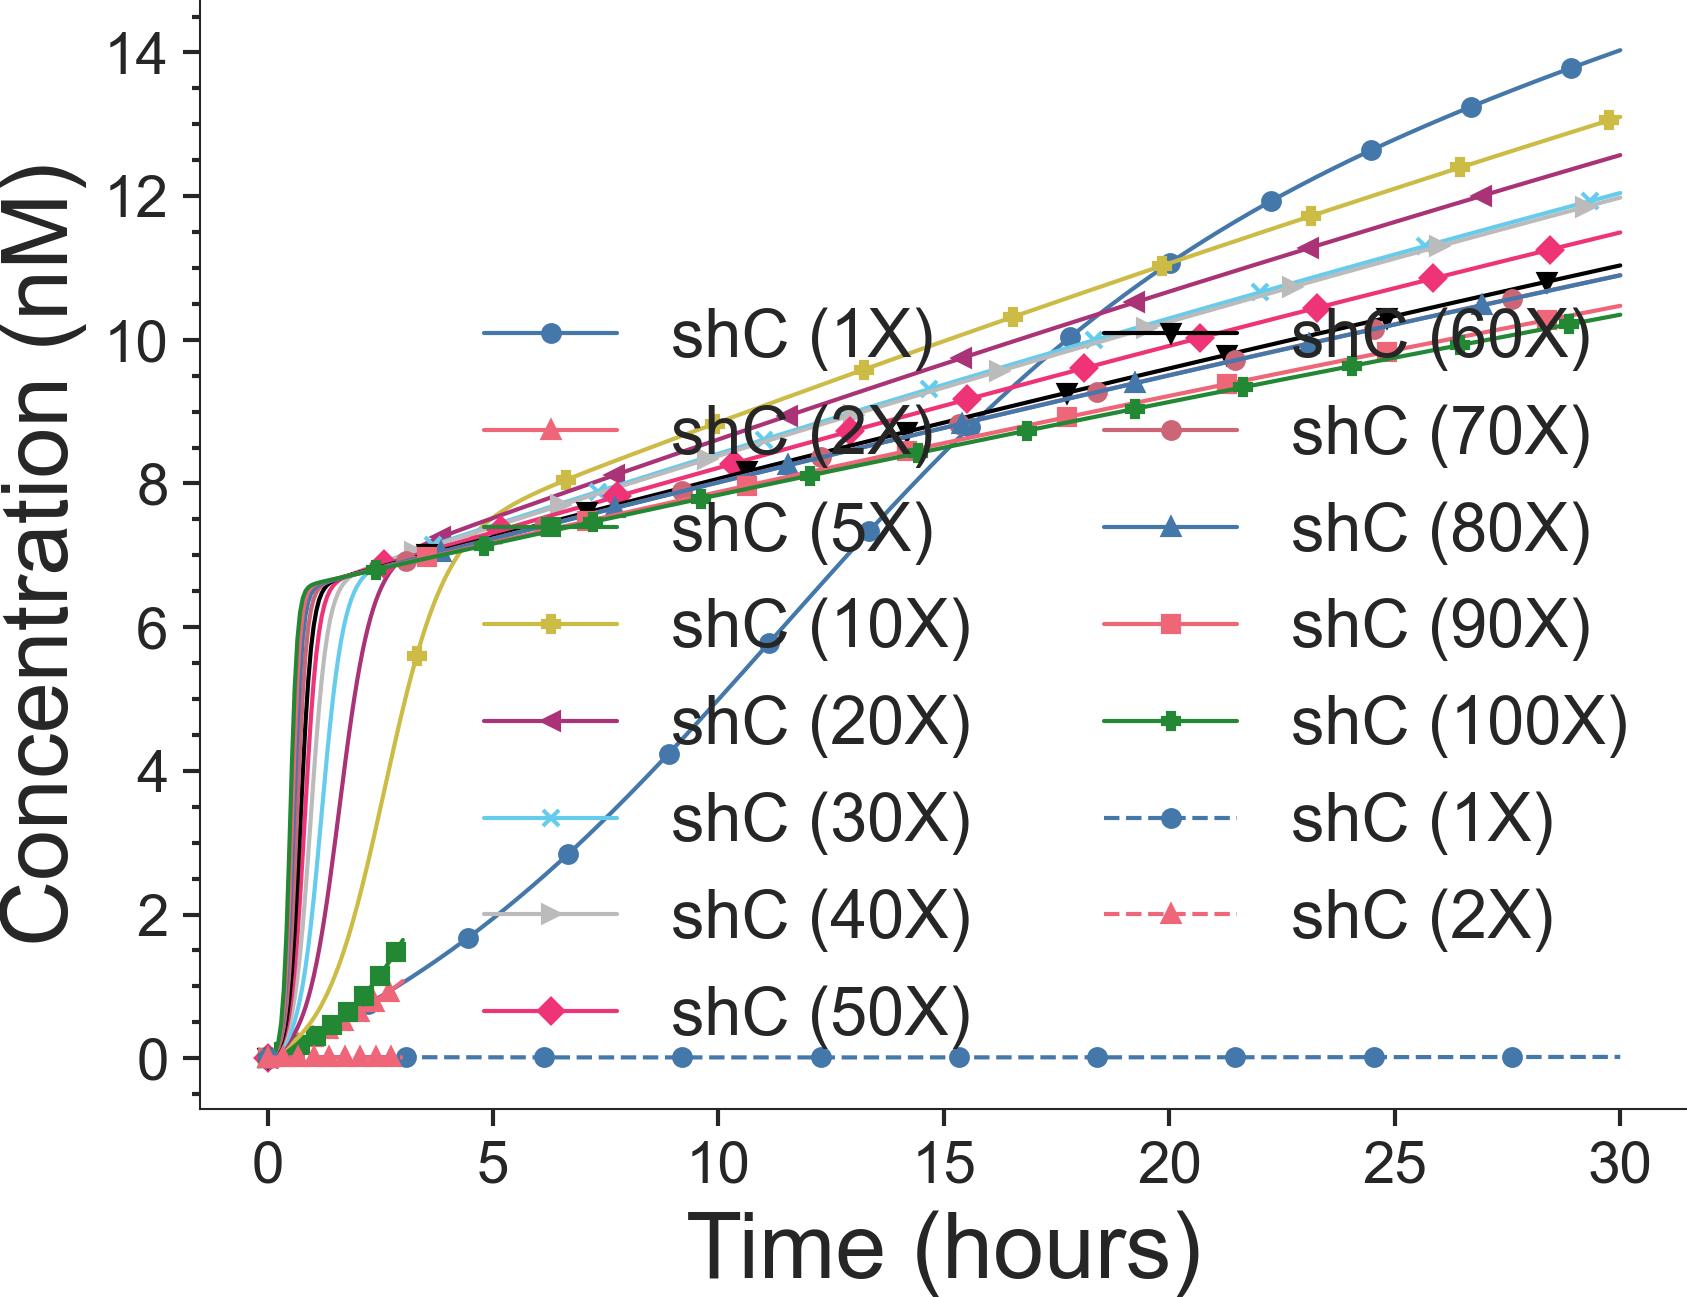 Concentration (nM)
14
12
10
8
6
4
2
0
shC (1X)
shC (2X)
shC (5X)
shC (10X)
shC (20X)
shC (30X)
shC (40X)
shC (50X)
shC (60X)
shC (70X)
shC (80X)
shC (90X)
shC (100X)
shC (1X)
shC (2X)
0 5 10 15 20 25 30
Time (hours)